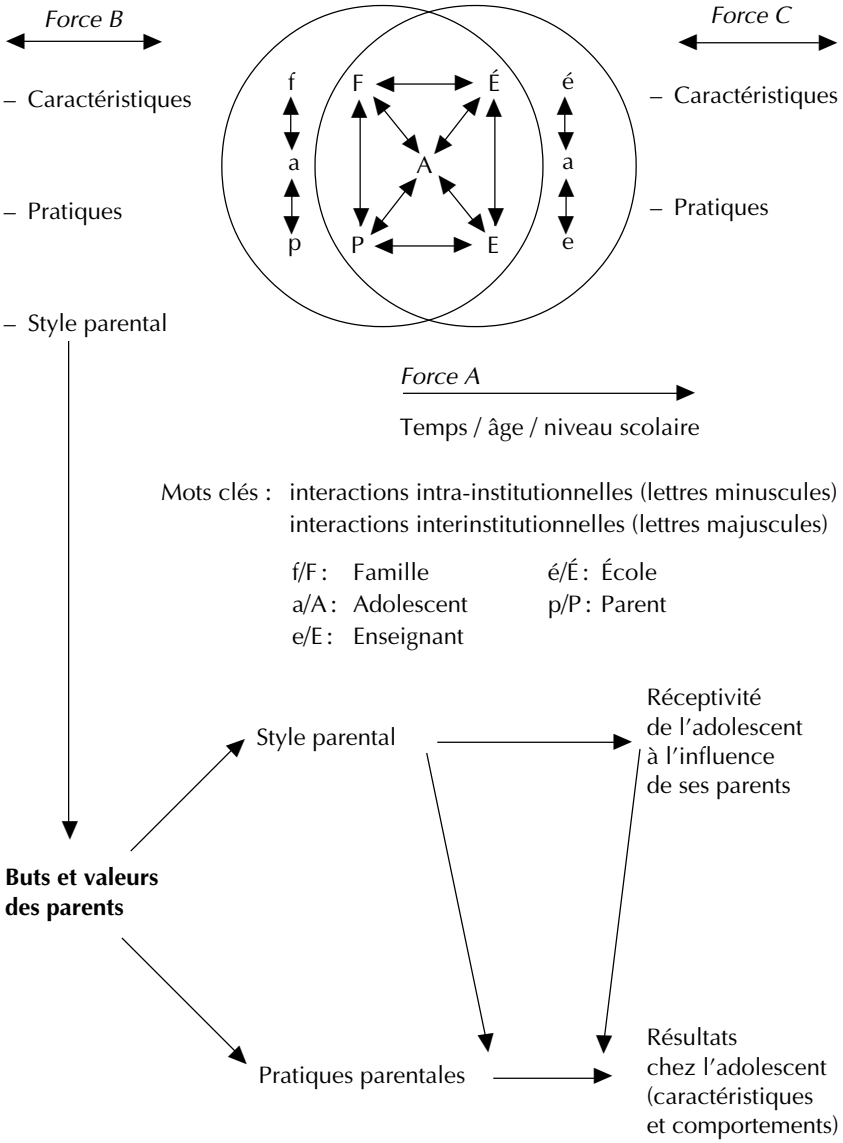 Force B
Force C
f F É é
– Caractéristiques
– Caractéristiques
a A a
– Pratiques
– Pratiques
p P E e
– Style parental
Force A
Temps / âge / niveau scolaire
Mots clés : interactions intra-institutionnelles (lettres minuscules)
interactions interinstitutionnelles (lettres majuscules)
f/F : Famille é/É : École
a/A : Adolescent p/P : Parent
e/E : Enseignant
Style parental
Réceptivité
de l’adolescent
à l’influence
de ses parents
Buts et valeurs
des parents
Pratiques parentales
Résultats
chez l’adolescent
(caractéristiques
et comportements)